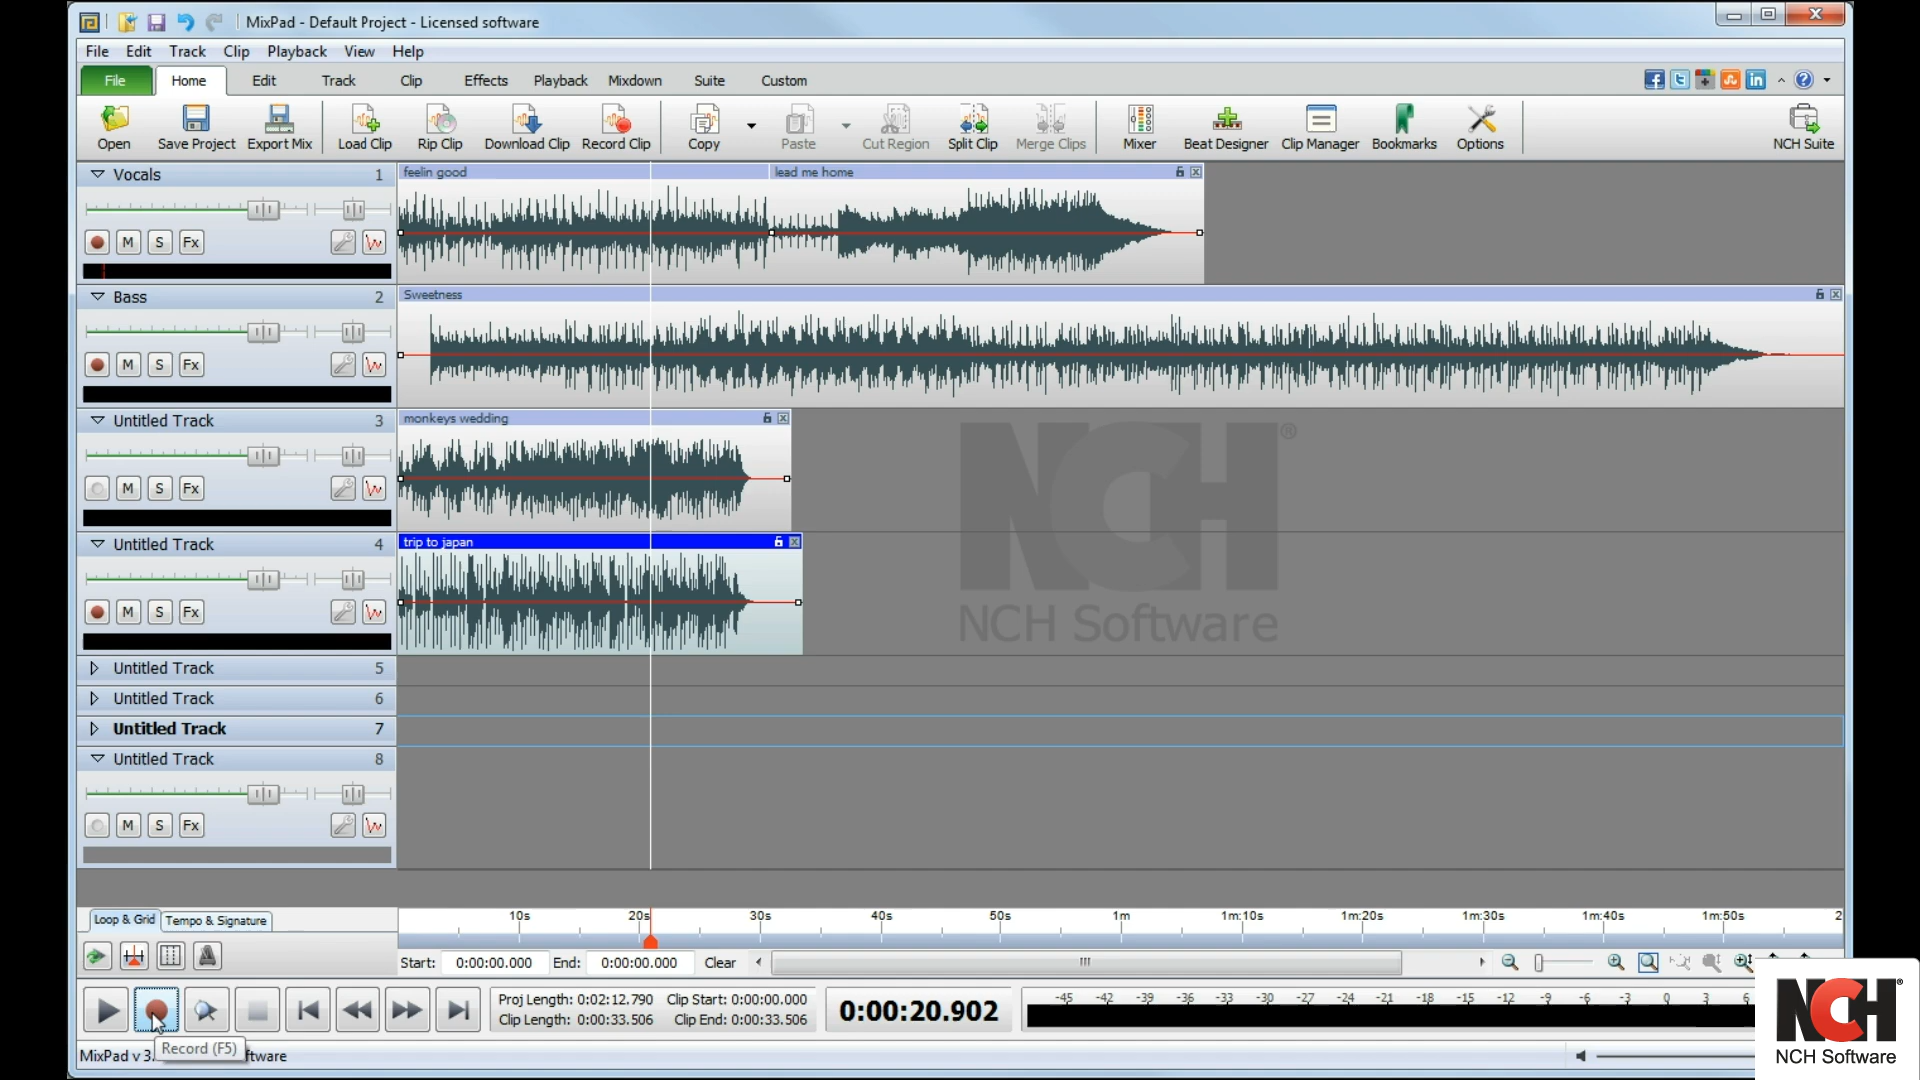 MixPad - Default Project - Licensed software
File Edit Track Clip Playback View Help
File Home Edit Track Clip Effects Playback Mixdown Suite Custom
Open Save Project Export Mix Load Clip Rip Clip Download Clip Record Clip Copy Paste Cut Region Split Clip Merge Clips Mixer Beat Designer Clip Manager Bookmarks Options NCH Suite
Vocals 1 feelin good lead me home
M S Fx
Bass 2 Sweetness
M S Fx
Untitled Track 3 monkeys wedding
M S Fx
NCH®
Untitled Track 4 trip to japan
M S Fx
NCH Software
Untitled Track 5
Untitled Track 6
Untitled Track 7
Untitled Track 8
M S Fx
Loop & Grid Tempo & Signature 10s 20s 30s 40s 50s 1m 1m:10s 1m:20s 1m:30s 1m:40s 1m:50s 2
Start: 0:00:00.000 End: 0:00:00.000 Clear
Proj Length: 0:02:12.790 Clip Start: 0:00:00.000
Clip Length: 0:00:33.506 Clip End: 0:00:33.506
0:00:20.902
-45 -42 -39 -36 -33 -30 -27 -24 -21 -18 -15 -12 -9 -6 -3 0 3 6
Record (F5)
MixPad v 3. ftware
NCH®
NCH Software